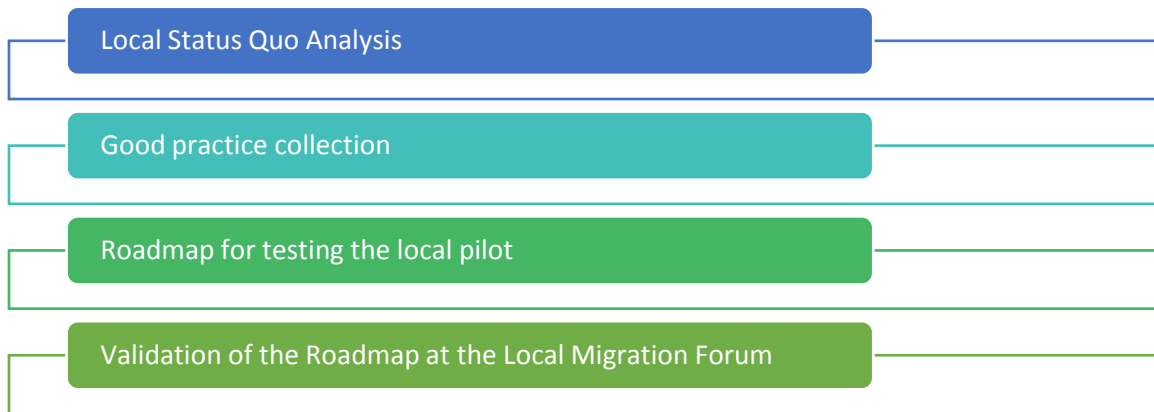 Local Status Quo Analysis
Good practice collection
Roadmap for testing the local pilot
Validation of the Roadmap at the Local Migration Forum